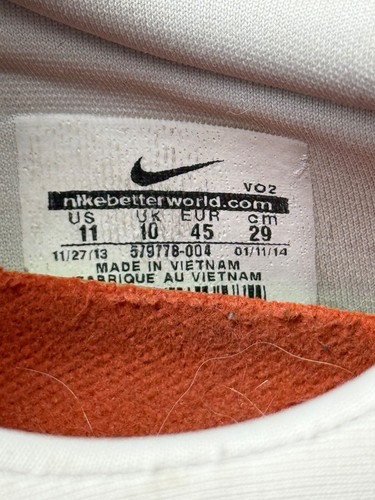 VO2
nikebetterworld.com
US UK EUR cm
11 10 45 29
11/27/13 579778-004 01/11/14
MADE IN VIETNAM
FABRIQUE AU VIETNAM